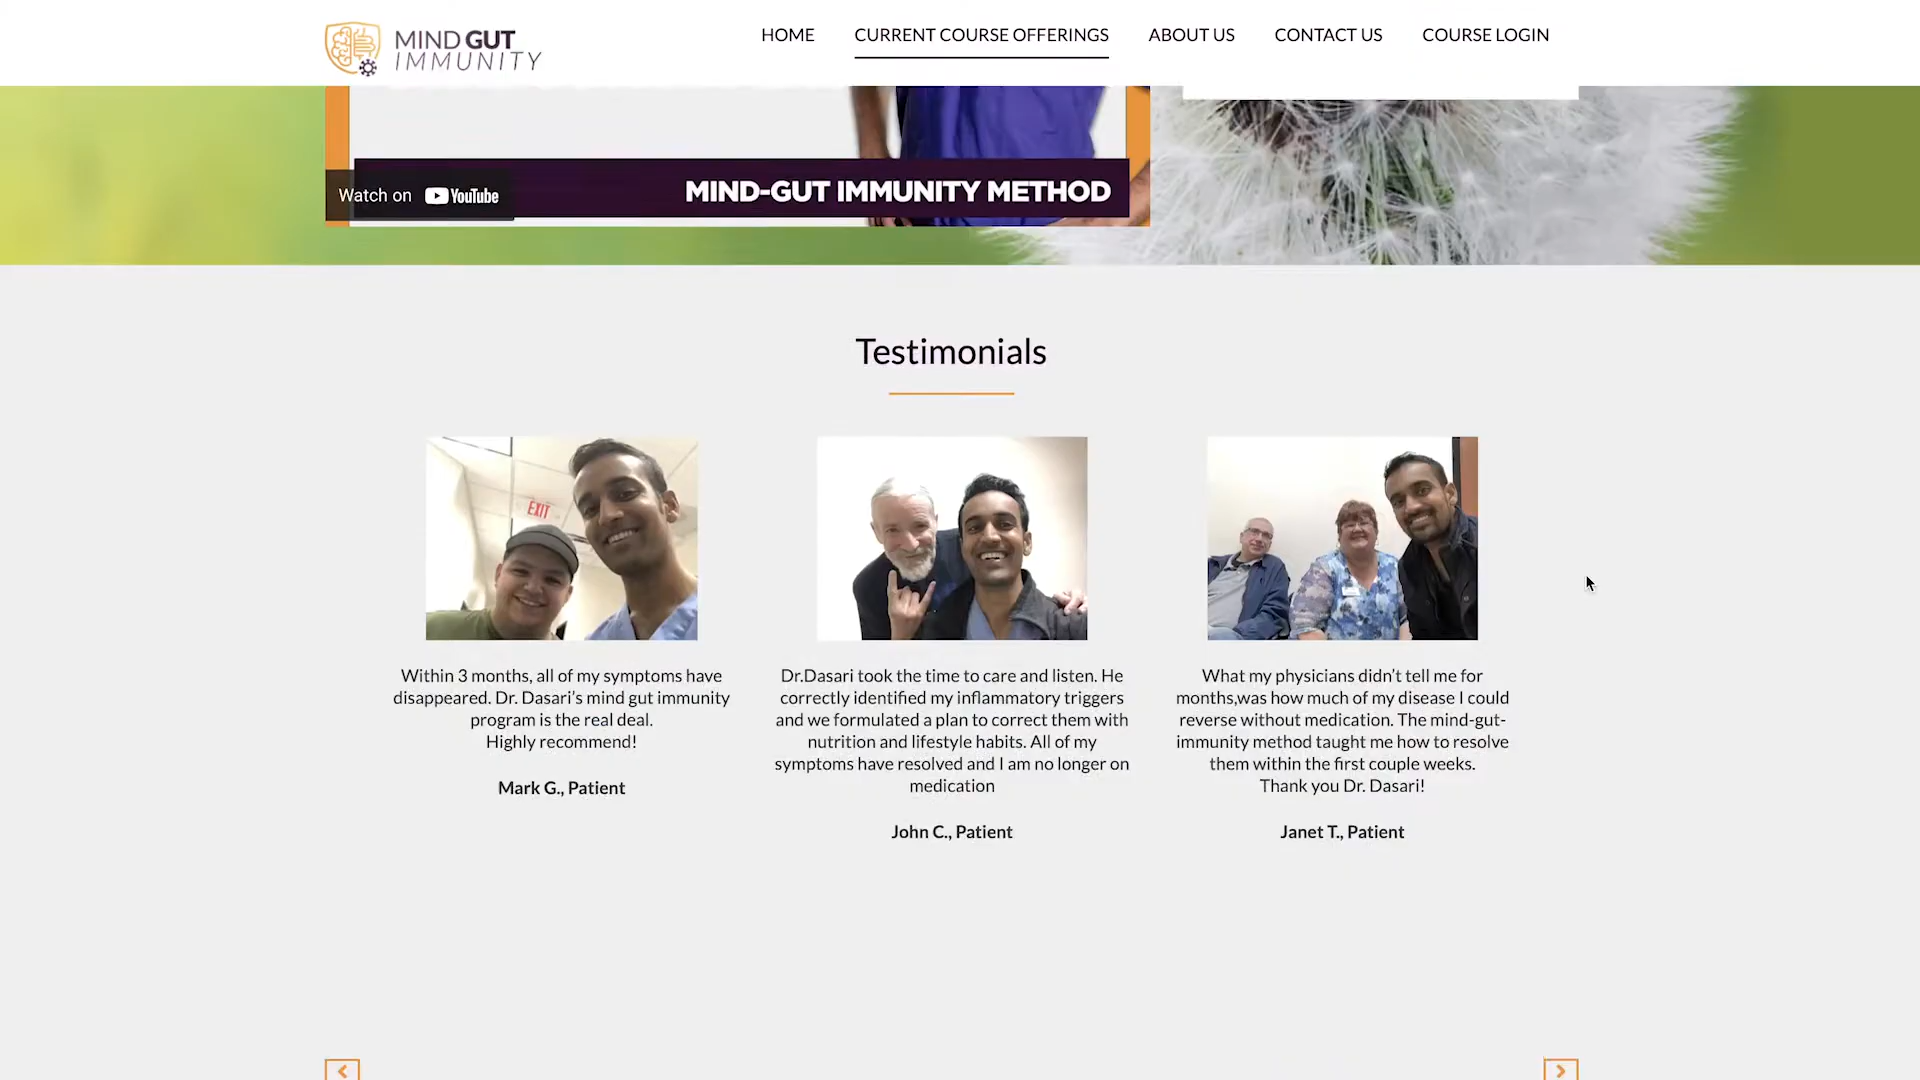 MIND GUT
IMMUNITY
HOME
CURRENT COURSE OFFERINGS
ABOUT US
CONTACT US
COURSE LOGIN
Watch on YouTube
MIND-GUT IMMUNITY METHOD
Testimonials
EXIT
Within 3 months, all of my symptoms have
disappeared. Dr. Dasari's mind gut immunity
program is the real deal.
Highly recommend!
Mark G., Patient
Dr.Dasari took the time to care and listen. He
correctly identified my inflammatory triggers
and we formulated a plan to correct them with
nutrition and lifestyle habits. All of my
symptoms have resolved and I am no longer on
medication
John C., Patient
What my physicians didn't tell me for
months,was how much of my disease I could
reverse without medication. The mind-gut-
immunity method taught me how to resolve
them within the first couple weeks.
Thank you Dr. Dasari!
Janet T., Patient